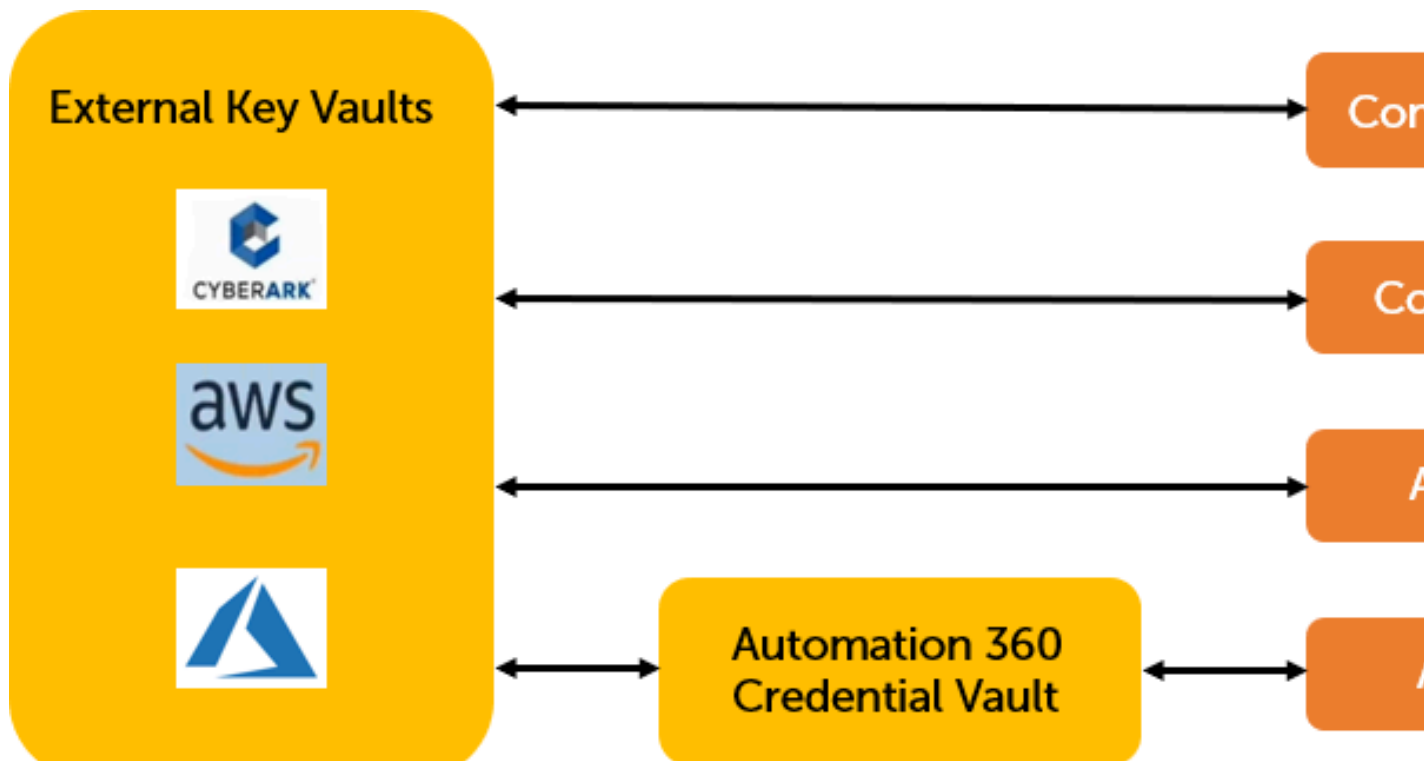 External Key Vaults
CYBERARK
aws
Automation 360
Credential Vault